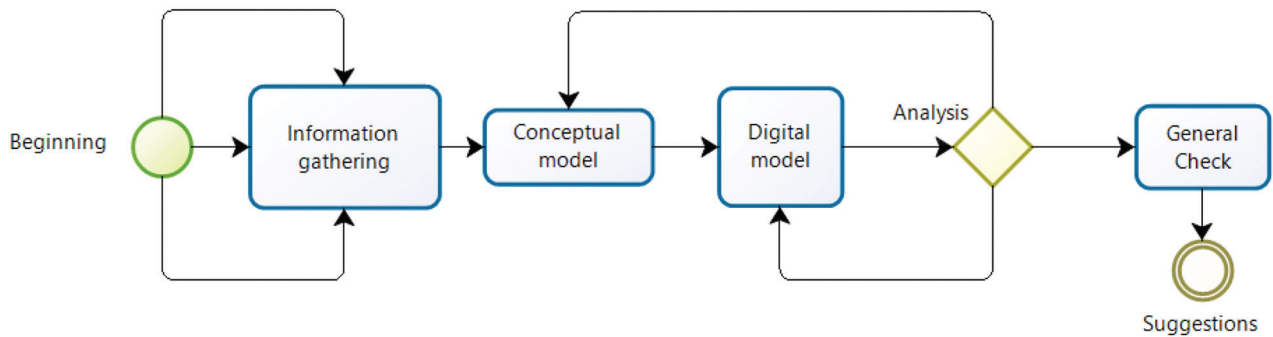 Beginning
Information
gathering
Conceptual
model
Digital
model
Analysis
General
Check
Suggestions